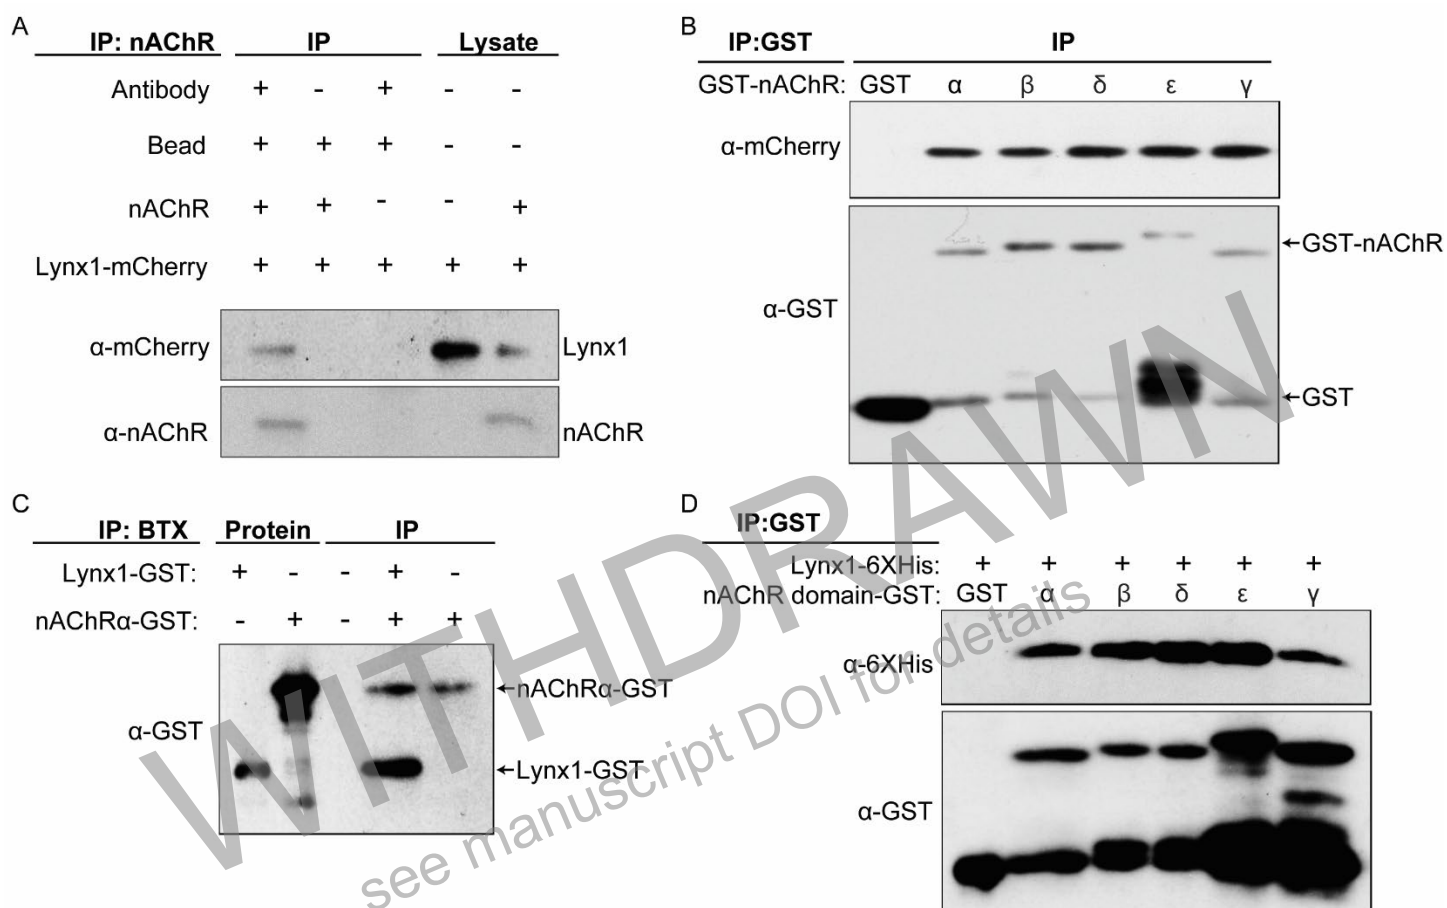 A
IP: nAChR IP Lysate
Antibody + - + - -
Bead + + + - -
nAChR + + - - +
Lynx1-mCherry + + + + +
α-mCherry Lynx1
α-nAChR nAChR
B
IP:GST IP
GST-nAChR: GST α β δ ε γ
α-mCherry
←GST-nAChR
α-GST
←GST
C
IP: BTX Protein IP
Lynx1-GST: + - - + -
nAChRα-GST: - + - + +
←nAChRα-GST
α-GST
←Lynx1-GST
D
IP:GST
Lynx1-6XHis: + + + + + +
nAChR domain-GST: GST α β δ ε γ
α-6XHis
α-GST
WITHDRAWN
see manuscript DOI for details